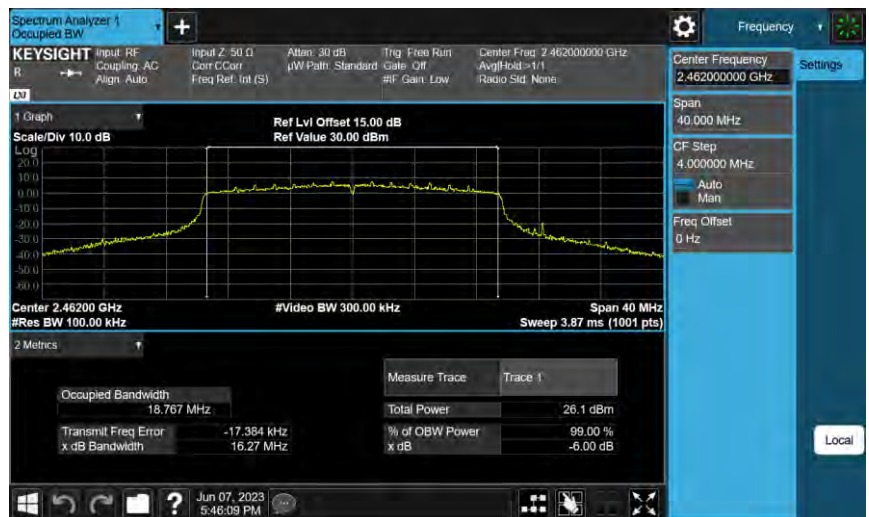 Spectrum Analyzer 1
Occupied BW
+
Frequency
KEYSIGHT
R
LXI
Input: RF
Coupling: AC
Align: Auto
Input Z: 50 Ω
Corr CCorr
Freq Ref: Int (S)
Atten: 30 dB
µW Path: Standard
Trig: Free Run
Gate: Off
#IF Gain: Low
Center Freq: 2.462000000 GHz
Avg|Hold:>1/1
Radio Std: None
Center Frequency
2.462000000 GHz
Settings
Span
40.000 MHz
CF Step
4.000000 MHz
Auto
Man
Freq Offset
0 Hz
1 Graph
Scale/Div 10.0 dB
Ref Lvl Offset 15.00 dB
Ref Value 30.00 dBm
Log
20.0
10.0
0.00
-10.0
-20.0
-30.0
-40.0
-50.0
-60.0
Center 2.46200 GHz
#Video BW 300.00 kHz
Span 40 MHz
#Res BW 100.00 kHz
Sweep 3.87 ms (1001 pts)
2 Metrics
Measure Trace
Trace 1
Occupied Bandwidth
18.767 MHz
Total Power
26.1 dBm
Transmit Freq Error
-17.384 kHz
% of OBW Power
99.00 %
x dB Bandwidth
16.27 MHz
x dB
-6.00 dB
Local
?
Jun 07, 2023
5:46:09 PM